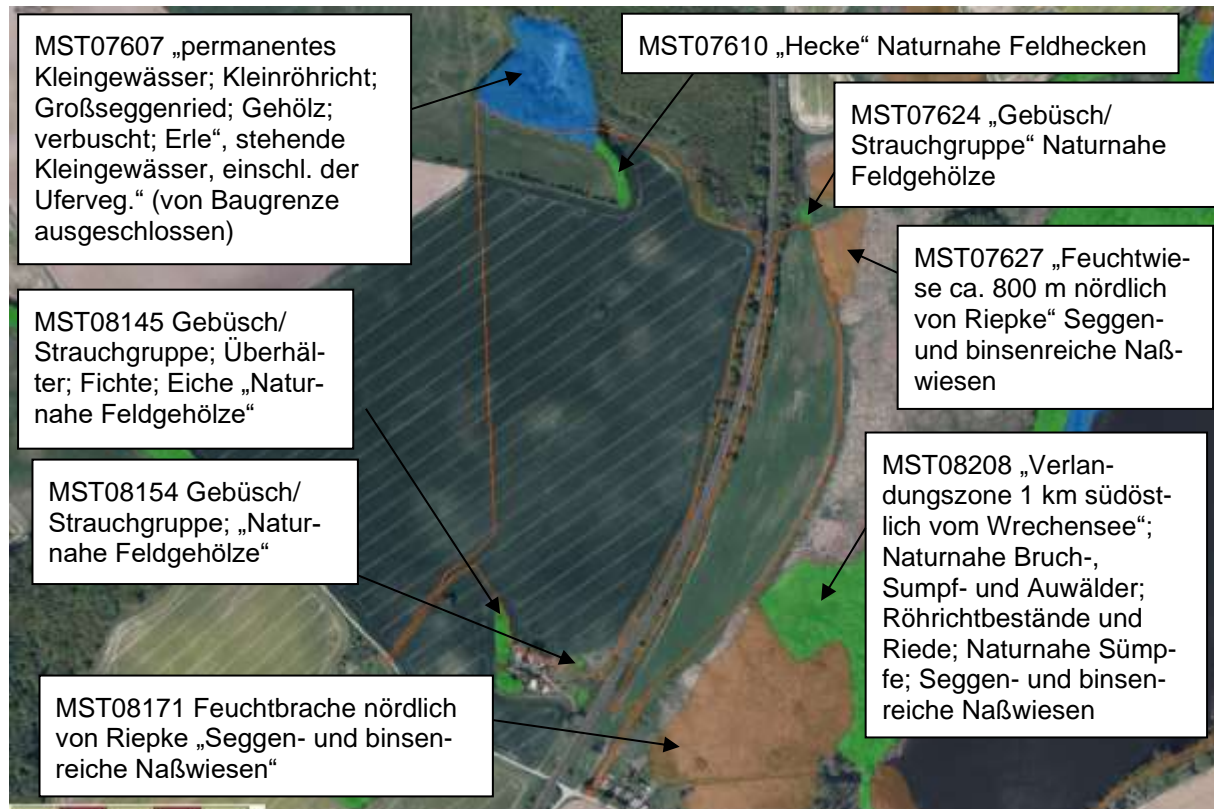 MST07607 „permanentes
Kleingewässer; Kleinröhricht;
Großseggenried; Gehölz;
verbuscht; Erle“, stehende
Kleingewässer, einschl. der
Uferveg.“ (von Baugrenze
ausgeschlossen)
MST07610 „Hecke“ Naturnahe Feldhecken
MST07624 „Gebüsch/
Strauchgruppe“ Naturnahe
Feldgehölze
MST07627 „Feuchtwie-
se ca. 800 m nördlich
von Riepke“ Seggen-
und binsenreiche Naß-
wiesen
MST08145 Gebüsch/
Strauchgruppe; Überhäl-
ter; Fichte; Eiche „Natur-
nahe Feldgehölze“
MST08154 Gebüsch/
Strauchgruppe; „Natur-
nahe Feldgehölze“
MST08208 „Verlan-
dungszone 1 km südöst-
lich vom Wrechensee“;
Naturnahe Bruch-,
Sumpf- und Auwälder;
Röhrichtbestände und
Riede; Naturnahe Sümp-
fe; Seggen- und binsen-
reiche Naßwiesen
MST08171 Feuchtbrache nördlich
von Riepke „Seggen- und binsen-
reiche Naßwiesen“